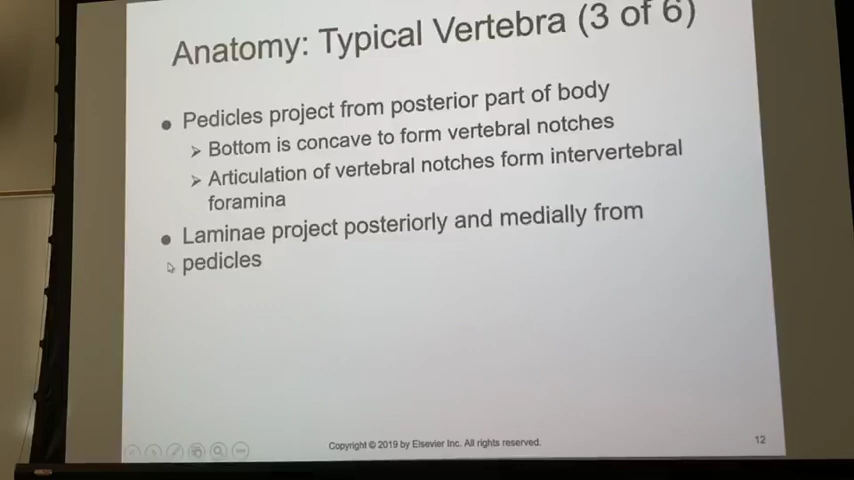 Anatomy: Typical Vertebra (3 of 6)
● Pedicles project from posterior part of body
➢ Bottom is concave to form vertebral notches
➢ Articulation of vertebral notches form intervertebral
foramina
● Laminae project posteriorly and medially from
pedicles
Copyright © 2019 by Elsevier Inc. All rights reserved.
12